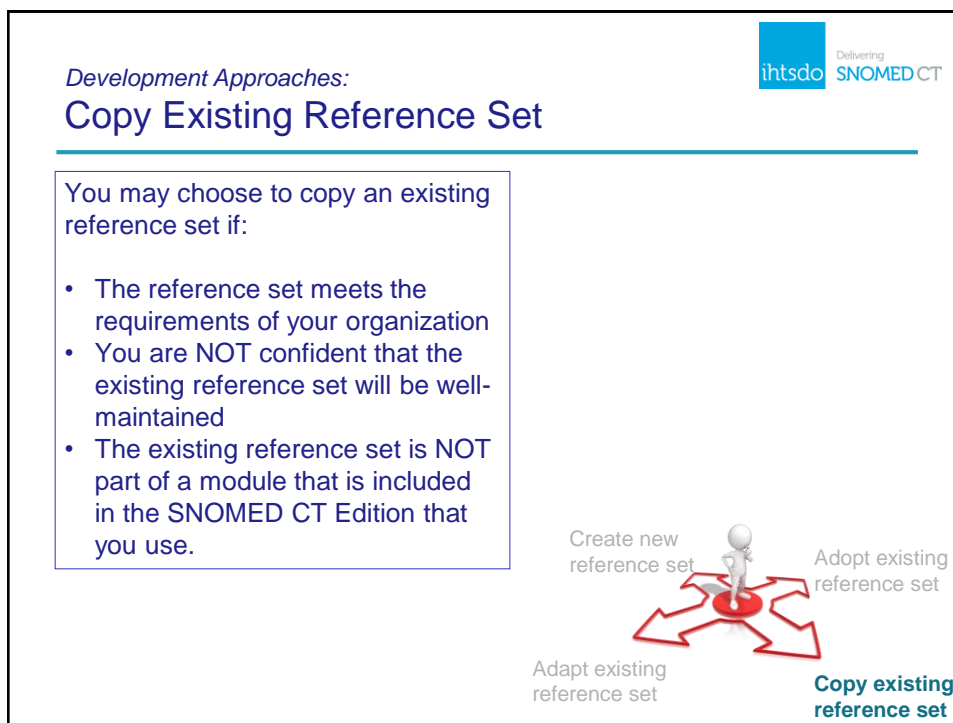 Development Approaches:
Copy Existing Reference Set
ihtsdo
Delivering
SNOMED CT
You may choose to copy an existing
reference set if:
• The reference set meets the
requirements of your organization
• You are NOT confident that the
existing reference set will be well-
maintained
• The existing reference set is NOT
part of a module that is included
in the SNOMED CT Edition that
you use.
Create new
reference set
Adopt existing
reference set
Adapt existing
reference set
Copy existing
reference set